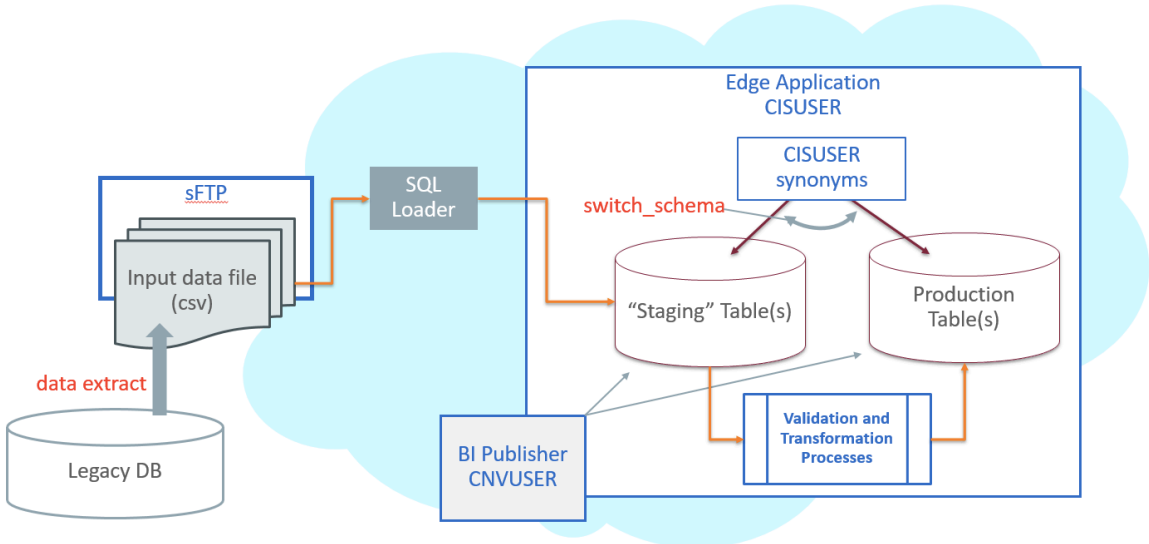 Edge Application
CISUSER
CISUSER
synonyms
sFTP
SQL
Loader
switch_schema
Input data file
(csv)
“Staging” Table(s)
Production
Table(s)
data extract
Legacy DB
BI Publisher
CNVUSER
Validation and
Transformation
Processes